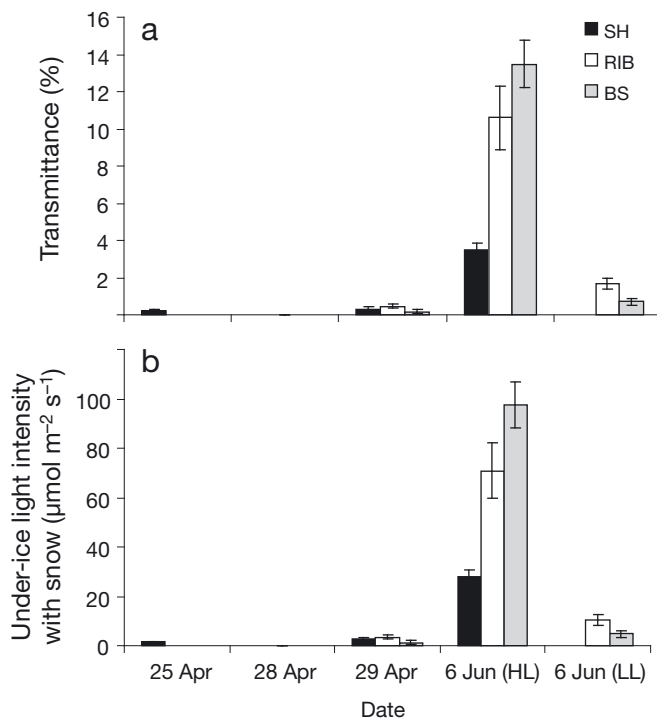 a
SH
RIB
BS
Transmittance (%)
16
14
12
10
8
6
4
2
b
Under-ice light intensity
with snow (µmol m–2 s–1)
100
80
60
40
20
0
25 Apr 28 Apr 29 Apr 6 Jun (HL) 6 Jun (LL)
Date